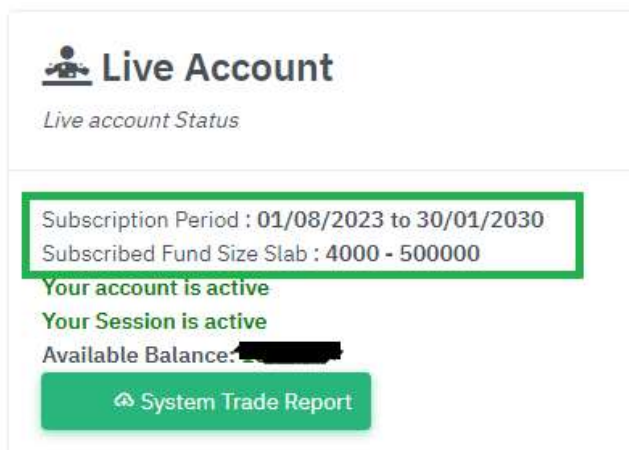 Live Account
Live account Status
Subscription Period : 01/08/2023 to 30/01/2030
Subscribed Fund Size Slab : 4000 - 500000
Your account is active
Your Session is active
Available Balance:
System Trade Report